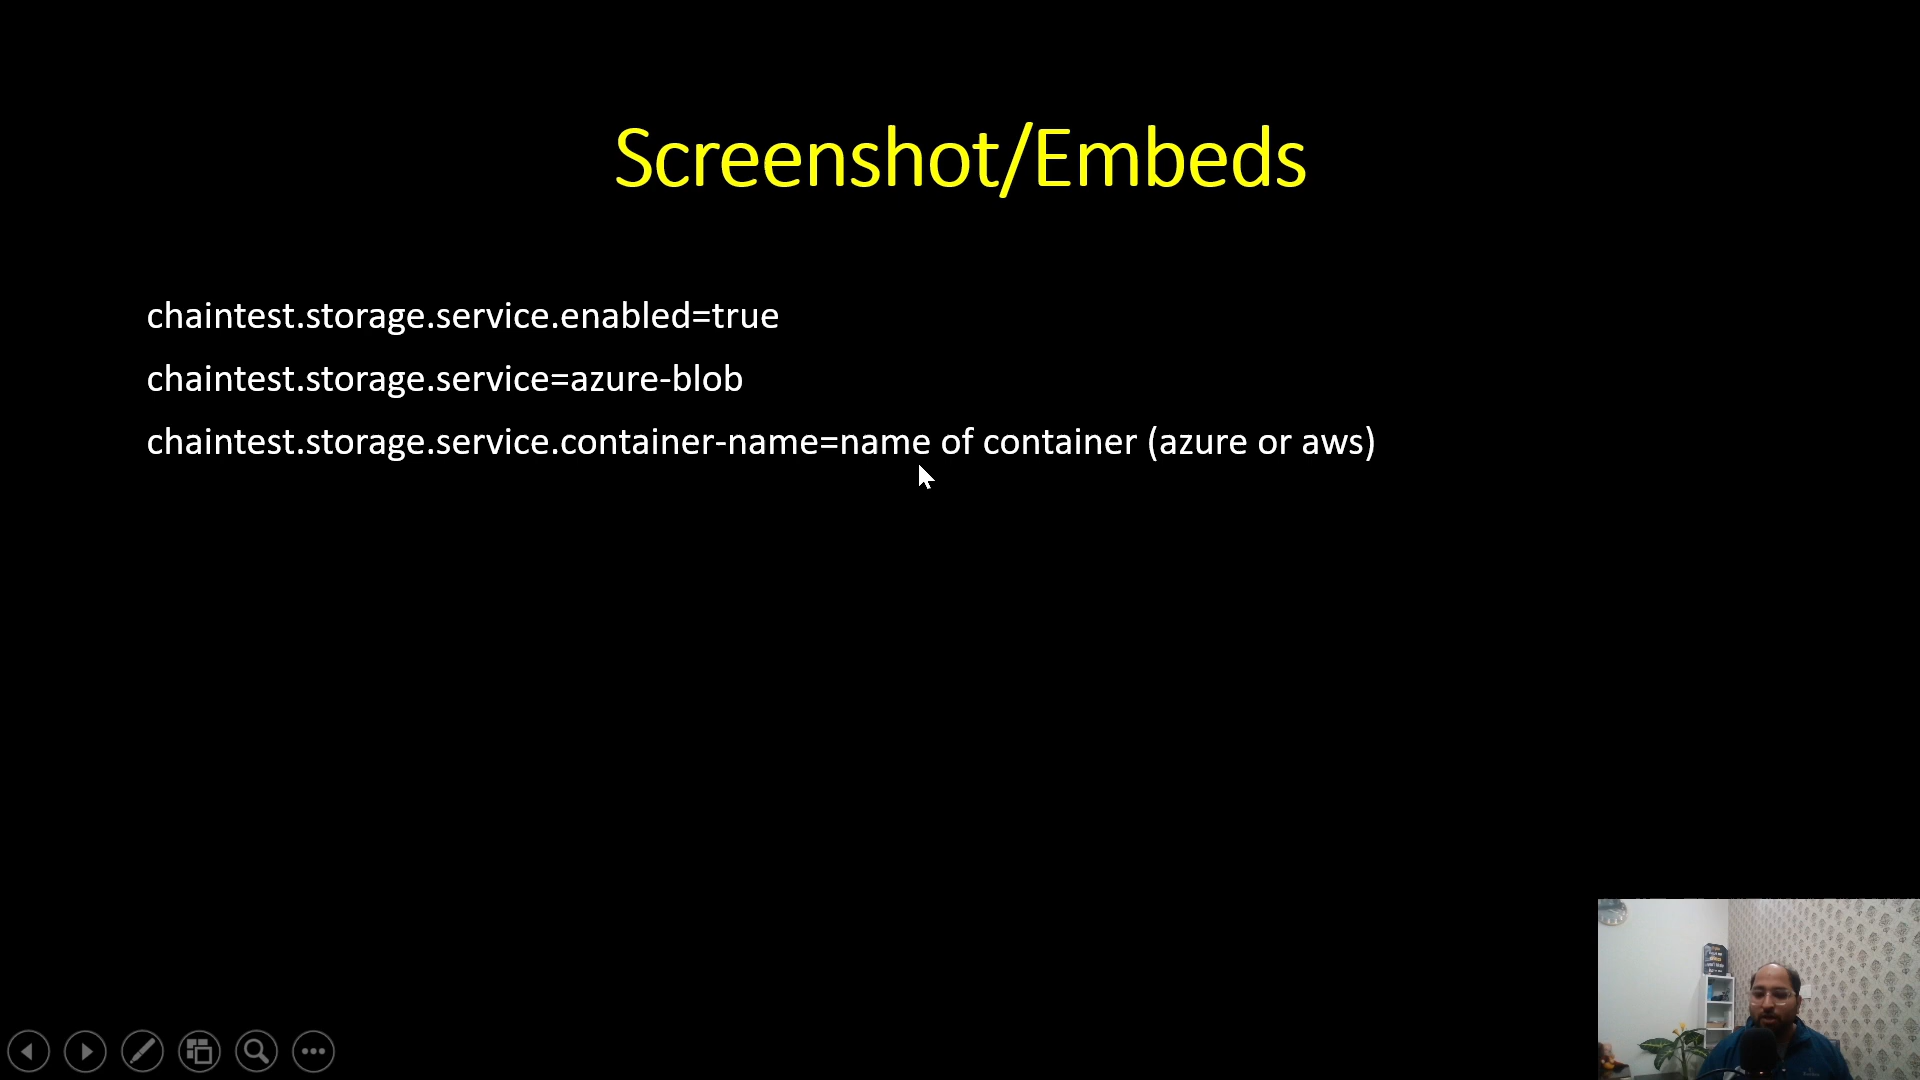 Screenshot/Embeds
chaintest.storage.service.enabled=true
chaintest.storage.service=azure-blob
chaintest.storage.service.container-name=name of container (azure or aws)